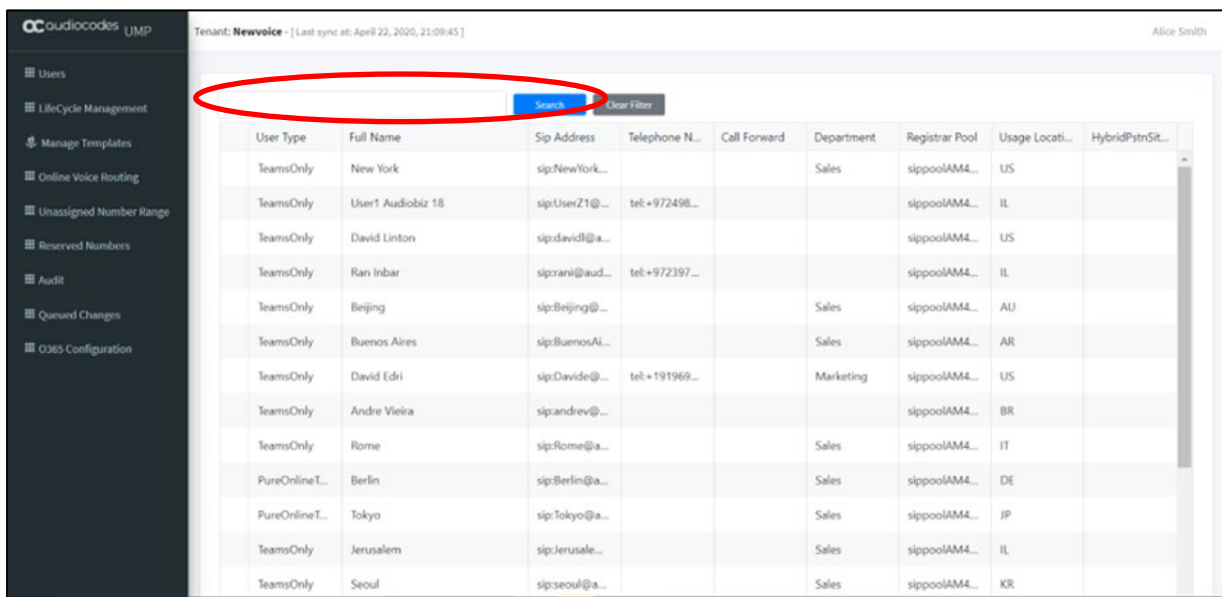 audiocodes UMP
Tenant: Newvoice - [ Last sync at: April 22, 2020, 21:09:45 ]
Alice Smith
Users
LifeCycle Management
Manage Templates
Online Voice Routing
Unassigned Number Range
Reserved Numbers
Audit
Queued Changes
O365 Configuration
Search Clear Filter
User Type Full Name Sip Address Telephone N... Call Forward Department Registrar Pool Usage Locati... HybridPstnSit...
TeamsOnly New York sip:NewYork... Sales sippoolAM4... US
TeamsOnly User1 Audiobiz 18 sip:UserZ1@... tel:+972498... sippoolAM4... IL
TeamsOnly David Linton sip:davidl@a... sippoolAM4... US
TeamsOnly Ran Inbar sip:rani@aud... tel:+972397... sippoolAM4... IL
TeamsOnly Beijing sip:Beijing@... Sales sippoolAM4... AU
TeamsOnly Buenos Aires sip:BuenosAi... Sales sippoolAM4... AR
TeamsOnly David Edri sip:Davide@... tel:+191969... Marketing sippoolAM4... US
TeamsOnly Andre Vieira sip:andrev@... sippoolAM4... BR
TeamsOnly Rome sip:Rome@a... Sales sippoolAM4... IT
PureOnlineT... Berlin sip:Berlin@a... Sales sippoolAM4... DE
PureOnlineT... Tokyo sip:Tokyo@a... Sales sippoolAM4... JP
TeamsOnly Jerusalem sip:Jerusale... Sales sippoolAM4... IL
TeamsOnly Seoul sip:seoul@a... Sales sippoolAM4... KR